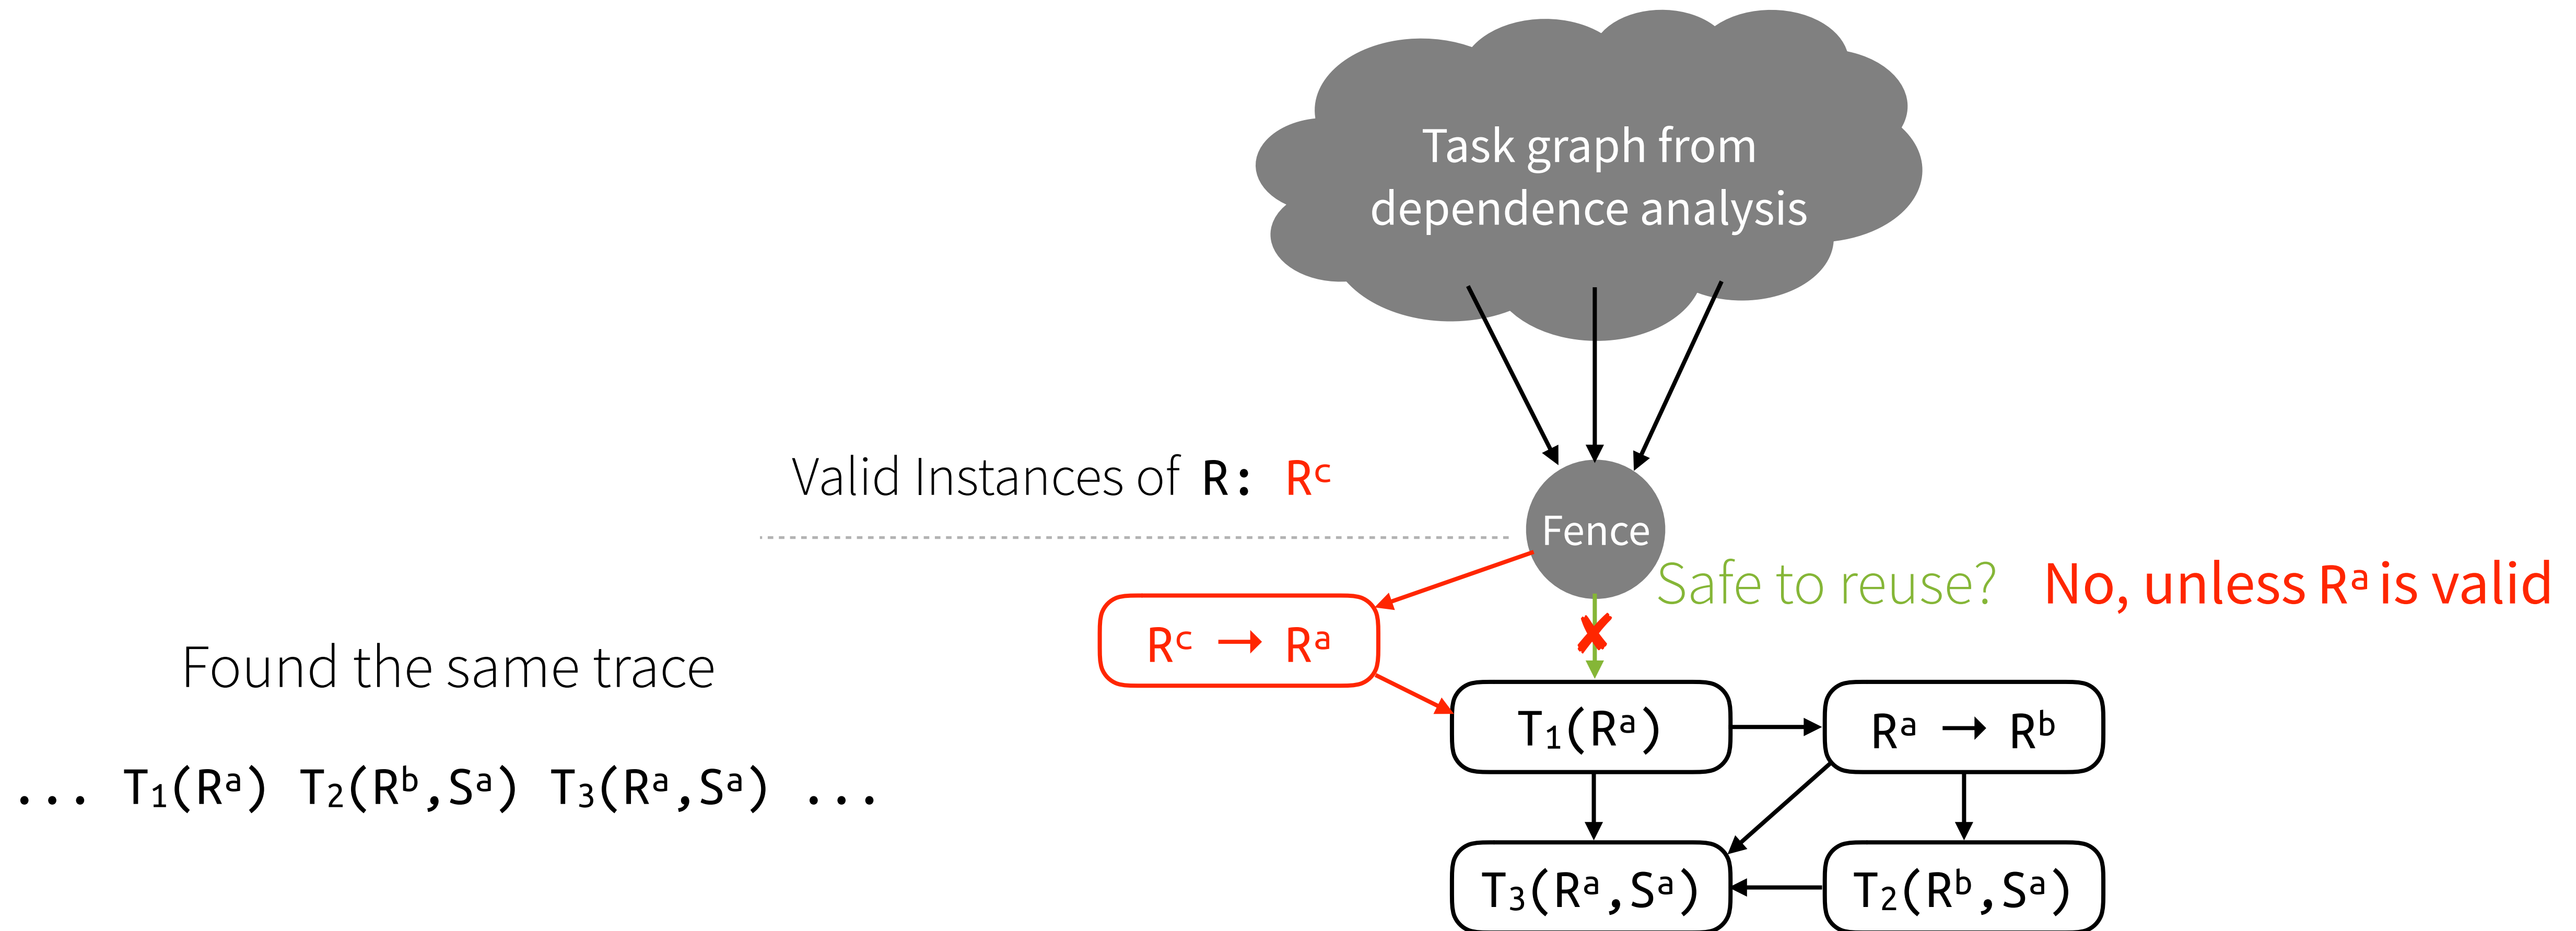 Task graph from
dependence analysis
Valid Instances of R: Rᶜ
Fence
Safe to reuse? No, unless Rᵃ is valid
Rᶜ → Rᵃ
✘
Found the same trace
T₁(Rᵃ) Rᵃ → Rᵇ
... T₁(Rᵃ) T₂(Rᵇ,Sᵃ) T₃(Rᵃ,Sᵃ) ...
T₃(Rᵃ,Sᵃ) T₂(Rᵇ,Sᵃ)